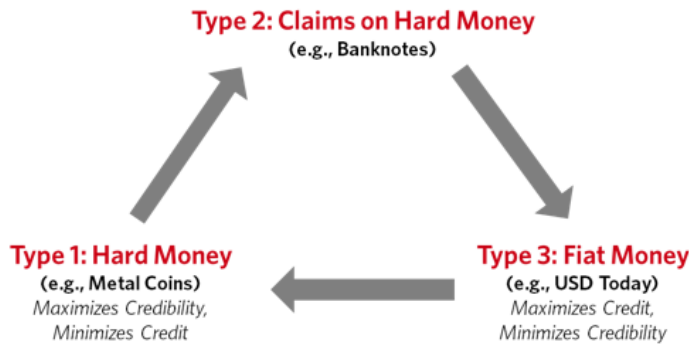 Type 2: Claims on Hard Money
(e.g., Banknotes)
Type 1: Hard Money
(e.g., Metal Coins)
Maximizes Credibility,
Minimizes Credit
Type 3: Fiat Money
(e.g., USD Today)
Maximizes Credit,
Minimizes Credibility